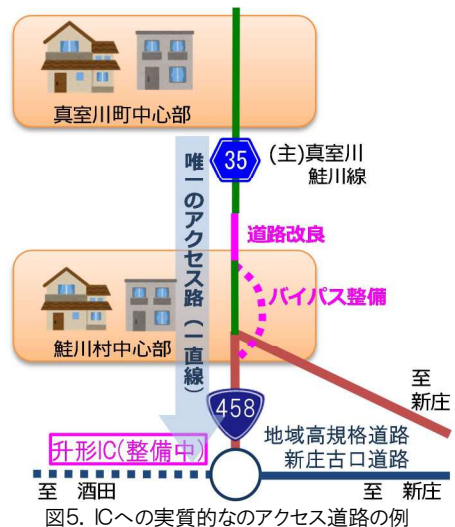 真室川町中心部
35
(主)真室川
鮭川線
唯一のアクセス路(一直線)
道路改良
バイパス整備
鮭川村中心部
至
新庄
458
地域高規格道路
新庄古口道路
升形IC(整備中)
至 酒田
至 新庄
図5. ICへの実質的なのアクセス道路の例